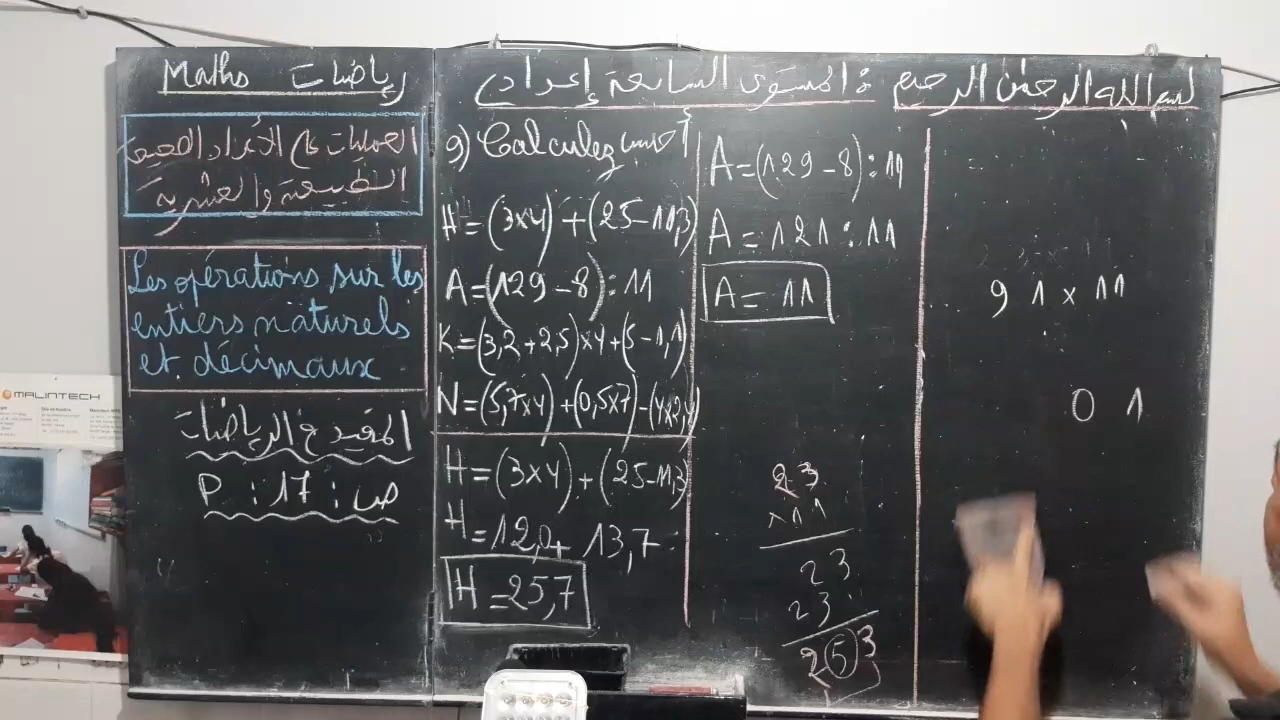 Maths رياضيات
بسم الله الرحمن الرحيم : المستوى السابعة إعدادي
العمليات على الأعداد الصحيحة
الطبيعية والعشرية
Les opérations sur les
entiers naturels
et décimaux
المفيد في الرياضيات
P : 17 : ص
9) Calculez أحسب
H = (3×4) + (25-11,3)
A = (129-8) : 11
K = (3,2+2,5)×4+(5-1,1)
N = (5,7×4)+(0,5×7)-(4×2,4)
H = (3×4) + (25-11,3)
H = 12,0 + 13,7
H = 25,7
A = (129-8) : 11
A = 121 : 11
A = 11
23
×11
23
23.
253
91 × 11
0 1
MALINTECH